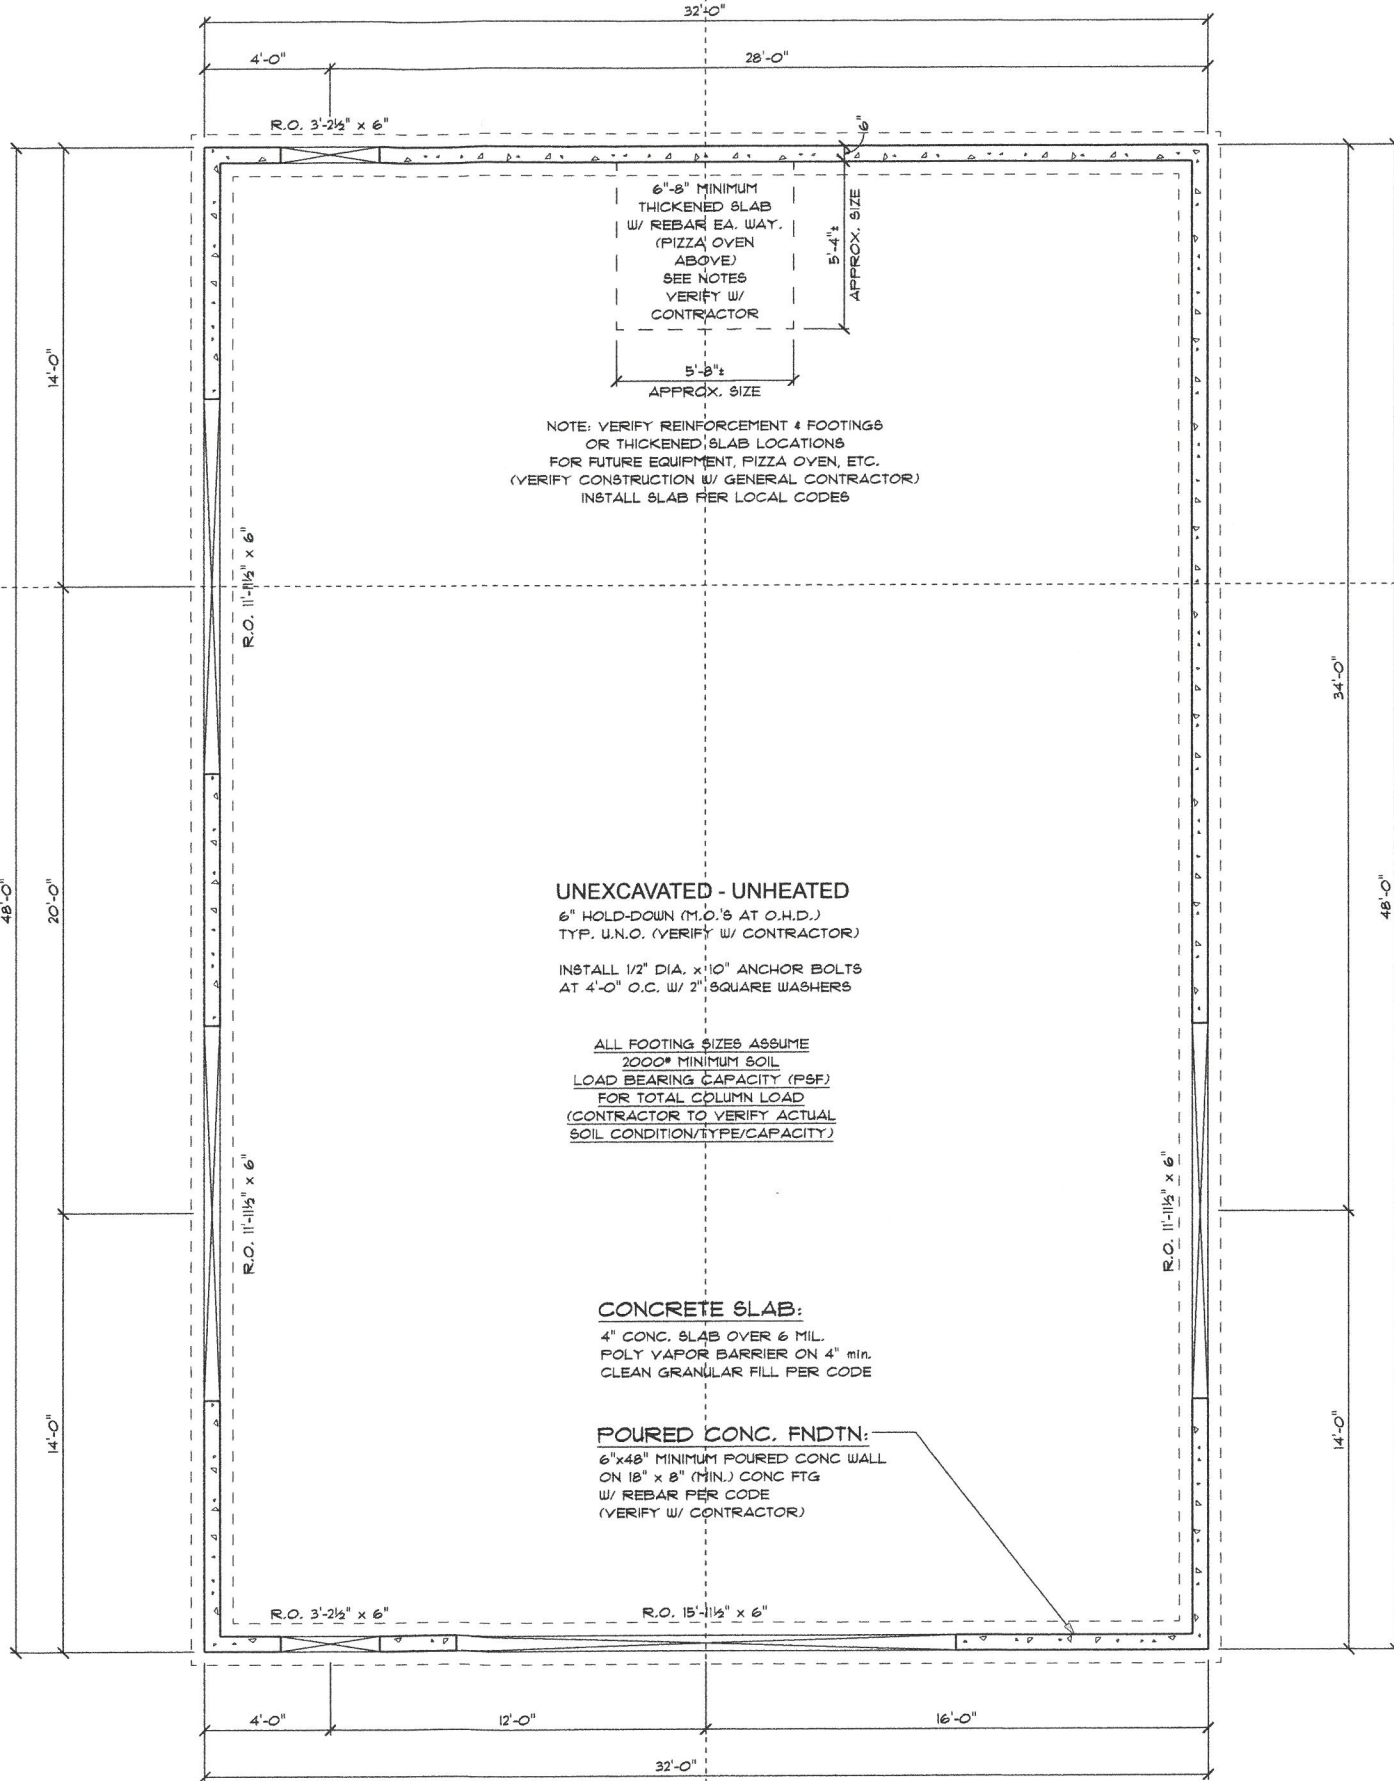 32'-0"
4'-0"
28'-0"
R.O. 3'-2½" x 6"
6"
6"-8" MINIMUM
THICKENED SLAB
W/ REBAR EA. WAY.
(PIZZA OVEN
ABOVE)
SEE NOTES
VERIFY W/
CONTRACTOR
5'-4"±
APPROX. SIZE
5'-8"±
APPROX. SIZE
14'-0"
NOTE: VERIFY REINFORCEMENT & FOOTINGS
OR THICKENED SLAB LOCATIONS
FOR FUTURE EQUIPMENT, PIZZA OVEN, ETC.
(VERIFY CONSTRUCTION W/ GENERAL CONTRACTOR)
INSTALL SLAB PER LOCAL CODES
R.O. 11'-11½" x 6"
34'-0"
48'-0"
20'-0"
48'-0"
UNEXCAVATED - UNHEATED
6" HOLD-DOWN (M.O.'S AT O.H.D.)
TYP. U.N.O. (VERIFY W/ CONTRACTOR)
INSTALL 1/2" DIA. x 10" ANCHOR BOLTS
AT 4'-0" O.C. W/ 2" SQUARE WASHERS
ALL FOOTING SIZES ASSUME
2000# MINIMUM SOIL
LOAD BEARING CAPACITY (PSF)
FOR TOTAL COLUMN LOAD
(CONTRACTOR TO VERIFY ACTUAL
SOIL CONDITION/TYPE/CAPACITY)
R.O. 11'-11½" x 6"
R.O. 11'-11½" x 6"
CONCRETE SLAB:
4" CONC. SLAB OVER 6 MIL.
POLY VAPOR BARRIER ON 4" min.
CLEAN GRANULAR FILL PER CODE
14'-0"
14'-0"
POURED CONC. FNDTN:
6"x48" MINIMUM POURED CONC WALL
ON 18" x 8" (MIN.) CONC FTG
W/ REBAR PER CODE
(VERIFY W/ CONTRACTOR)
R.O. 3'-2½" x 6"
R.O. 15'-11½" x 6"
4'-0"
12'-0"
16'-0"
32'-0"